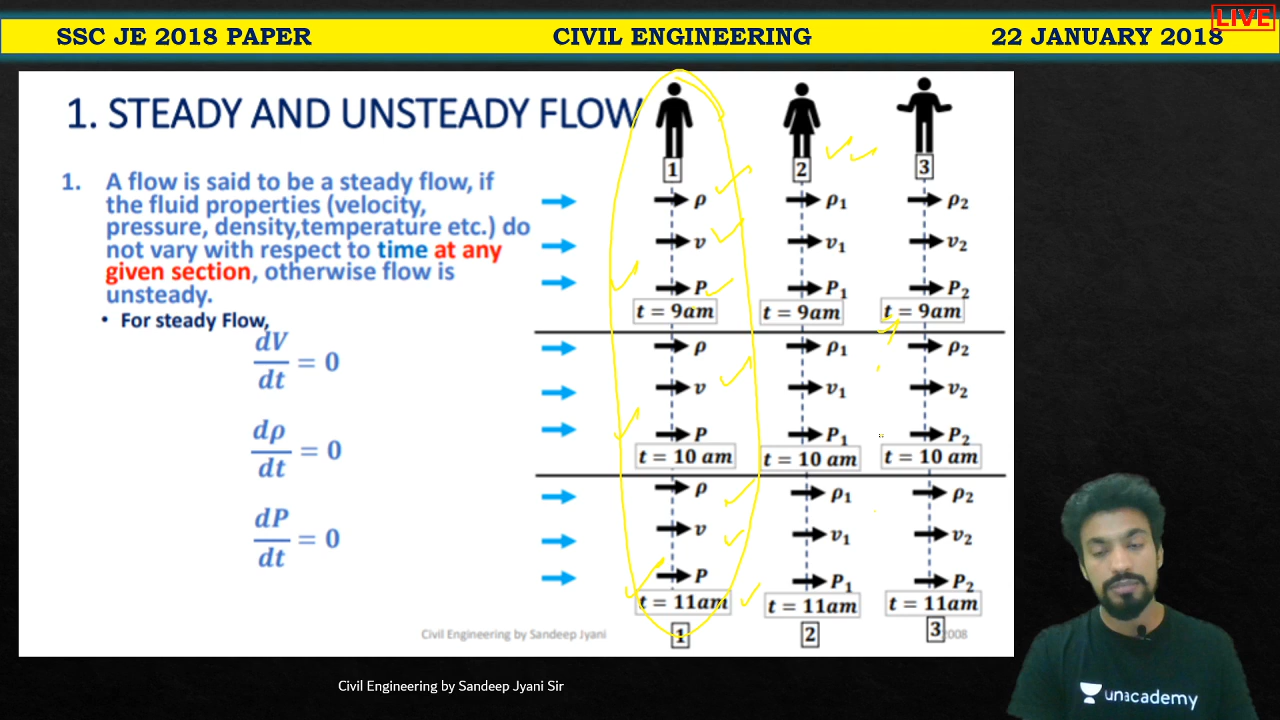 LIVE
SSC JE 2018 PAPER CIVIL ENGINEERING 22 JANUARY 2018
1. STEADY AND UNSTEADY FLOW
1. A flow is said to be a steady flow, if
the fluid properties (velocity,
pressure, density,temperature etc.) do
not vary with respect to time at any
given section, otherwise flow is
unsteady.
• For steady Flow,
dV/dt = 0
dρ/dt = 0
dP/dt = 0
1 2 3
ρ ρ₁ ρ₂
v v₁ v₂
P P₁ P₂
t = 9am t = 9am t = 9am
ρ ρ₁ ρ₂
v v₁ v₂
P P₁ P₂
t = 10 am t = 10 am t = 10 am
ρ ρ₁ ρ₂
v v₁ v₂
P P₁ P₂
t = 11am t = 11am t = 11am
1 2 3
Civil Engineering by Sandeep Jyani 2008
Civil Engineering by Sandeep Jyani Sir
unacademy